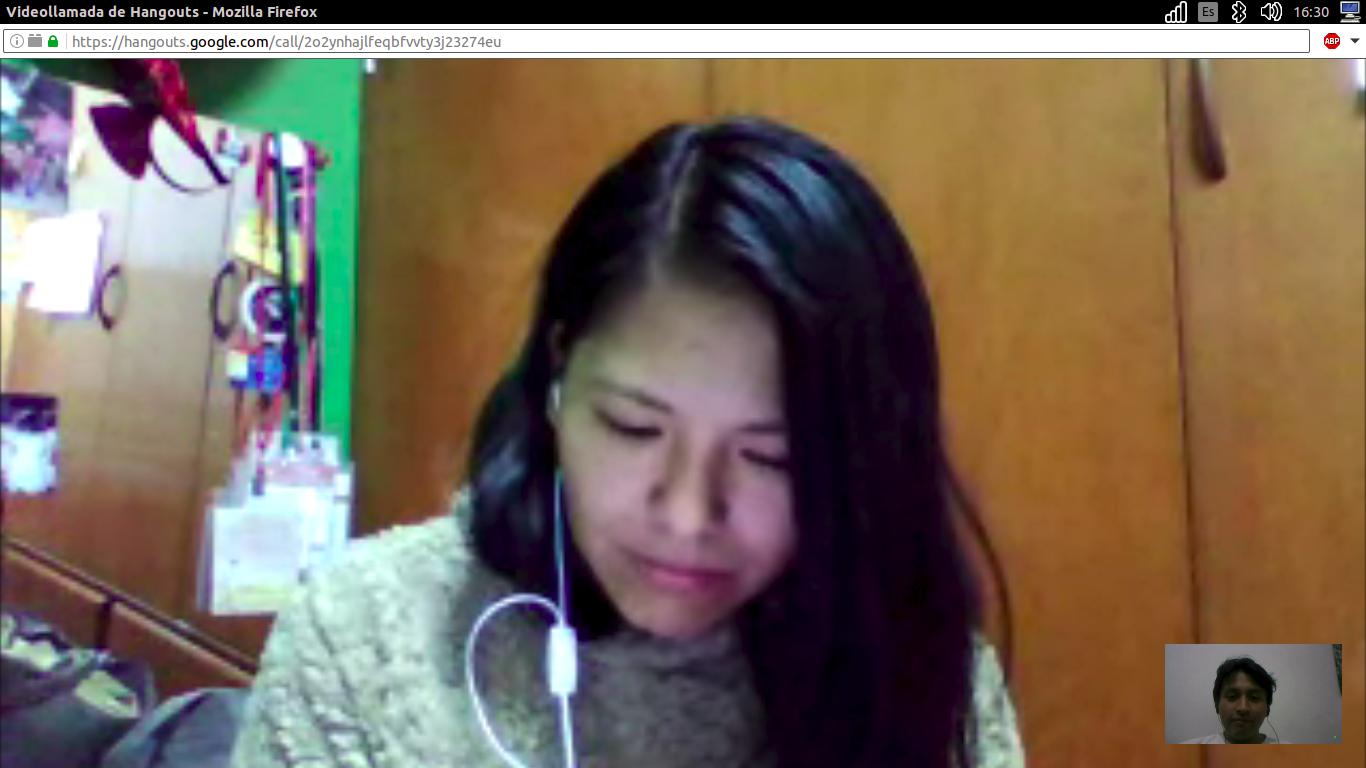 Videollamada de Hangouts - Mozilla Firefox
Es
16:30
https://hangouts.google.com/call/2o2ynhajlfeqbfvvty3j23274eu
ABP